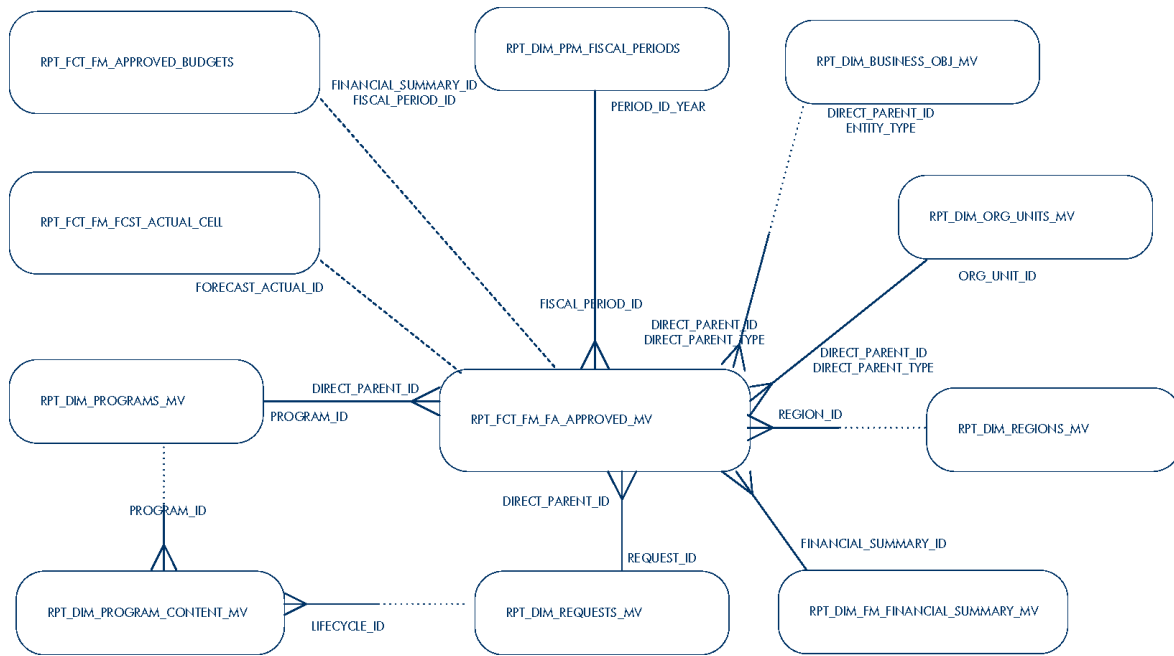 RPT_FCT_FM_APPROVED_BUDGETS
RPT_DIM_PPM_FISCAL_PERIODS
RPT_DIM_BUSINESS_OBJ_MV
FINANCIAL_SUMMARY_ID
FISCAL_PERIOD_ID
PERIOD_ID_YEAR
DIRECT_PARENT_ID
ENTITY_TYPE
RPT_FCT_FM_FCST_ACTUAL_CELL
RPT_DIM_ORG_UNITS_MV
FORECAST_ACTUAL_ID
FISCAL_PERIOD_ID
ORG_UNIT_ID
DIRECT_PARENT_ID
DIRECT_PARENT_TYPE
DIRECT_PARENT_ID
DIRECT_PARENT_TYPE
RPT_DIM_PROGRAMS_MV
DIRECT_PARENT_ID
PROGRAM_ID
RPT_FCT_FM_FA_APPROVED_MV
REGION_ID
RPT_DIM_REGIONS_MV
PROGRAM_ID
DIRECT_PARENT_ID
REQUEST_ID
FINANCIAL_SUMMARY_ID
RPT_DIM_PROGRAM_CONTENT_MV
LIFECYCLE_ID
RPT_DIM_REQUESTS_MV
RPT_DIM_FM_FINANCIAL_SUMMARY_MV